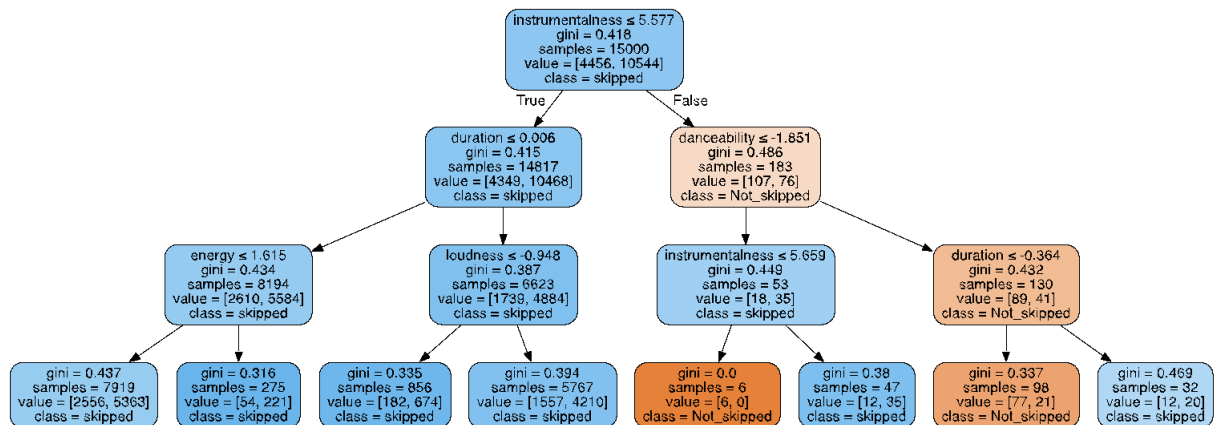 instrumentalness ≤ 5.577
gini = 0.418
samples = 15000
value = [4456, 10544]
class = skipped
True
False
duration ≤ 0.006
gini = 0.415
samples = 14817
value = [4349, 10468]
class = skipped
danceability ≤ -1.851
gini = 0.486
samples = 183
value = [107, 76]
class = Not_skipped
energy ≤ 1.615
gini = 0.434
samples = 8194
value = [2610, 5584]
class = skipped
loudness ≤ -0.948
gini = 0.387
samples = 6623
value = [1739, 4884]
class = skipped
instrumentalness ≤ 5.659
gini = 0.449
samples = 53
value = [18, 35]
class = skipped
duration ≤ -0.364
gini = 0.432
samples = 130
value = [89, 41]
class = Not_skipped
gini = 0.437
samples = 7919
value = [2556, 5363]
class = skipped
gini = 0.316
samples = 275
value = [54, 221]
class = skipped
gini = 0.335
samples = 856
value = [182, 674]
class = skipped
gini = 0.394
samples = 5767
value = [1557, 4210]
class = skipped
gini = 0.0
samples = 6
value = [6, 0]
class = Not_skipped
gini = 0.38
samples = 47
value = [12, 35]
class = skipped
gini = 0.337
samples = 98
value = [77, 21]
class = Not_skipped
gini = 0.469
samples = 32
value = [12, 20]
class = skipped